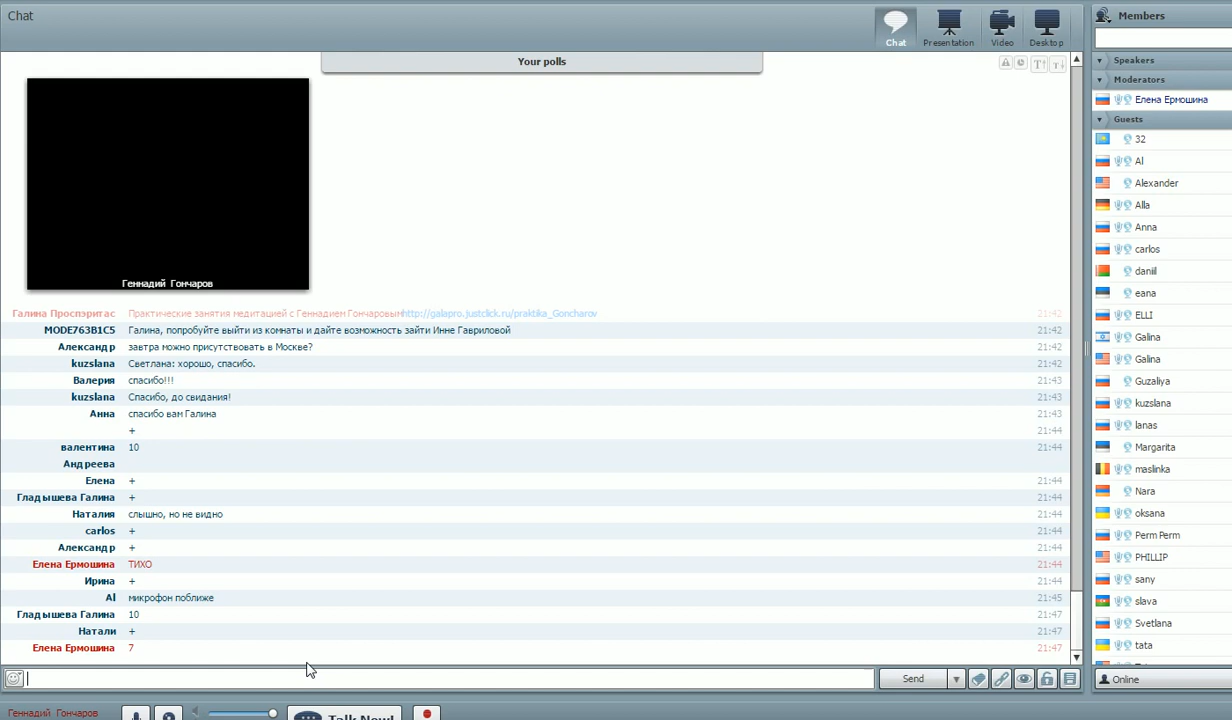 Chat
Chat
Presentation
Video
Desktop
Your polls
Геннадий Гончаров
Галина Проспэритас Практические занятия медитацией с Геннадием Гончаровым http://galapro.justclick.ru/praktika_Goncharov 21:42
MODE763B1C5 Галина, попробуйте выйти из комнаты и дайте возможность зайти Инне Гавриловой 21:42
Александр завтра можно присутствовать в Москве? 21:42
kuzslana Светлана: хорошо, спасибо. 21:42
Валерия спасибо!!! 21:43
kuzslana Спасибо, до свидания! 21:43
Анна спасибо вам Галина 21:43
+ 21:44
валентина 10 21:44
Андреева
Елена + 21:44
Гладышева Галина + 21:44
Наталия слышно, но не видно 21:44
carlos + 21:44
Александр + 21:44
Елена Ермошина ТИХО 21:44
Ирина + 21:44
Al микрофон поближе 21:45
Гладышева Галина 10 21:47
Натали + 21:47
Елена Ермошина 7 21:47
Send
Геннадий Гончаров
Talk Now!
Members
Speakers
Moderators
Елена Ермошина
Guests
32
Al
Alexander
Alla
Anna
carlos
daniil
eana
ELLI
Galina
Galina
Guzaliya
kuzslana
lanas
Margarita
maslinka
Nara
oksana
Perm Perm
PHILLIP
sany
slava
Svetlana
tata
Online